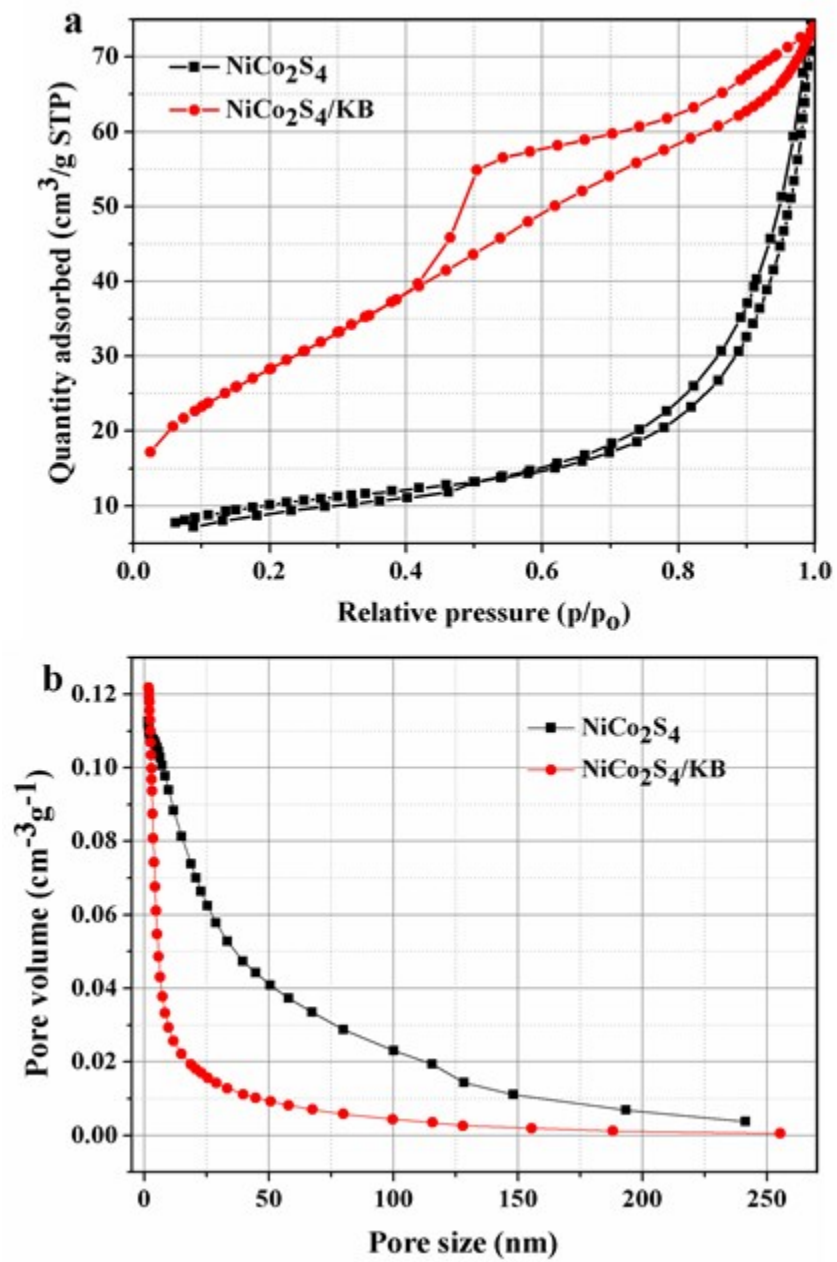 a
NiCo2S4
NiCo2S4/KB
Quantity adsorbed (cm3/g STP)
70
60
50
40
30
20
10
0.0 0.2 0.4 0.6 0.8 1.0
Relative pressure (p/po)
b
NiCo2S4
NiCo2S4/KB
Pore volume (cm-3g-1)
0.12
0.10
0.08
0.06
0.04
0.02
0.00
0 50 100 150 200 250
Pore size (nm)